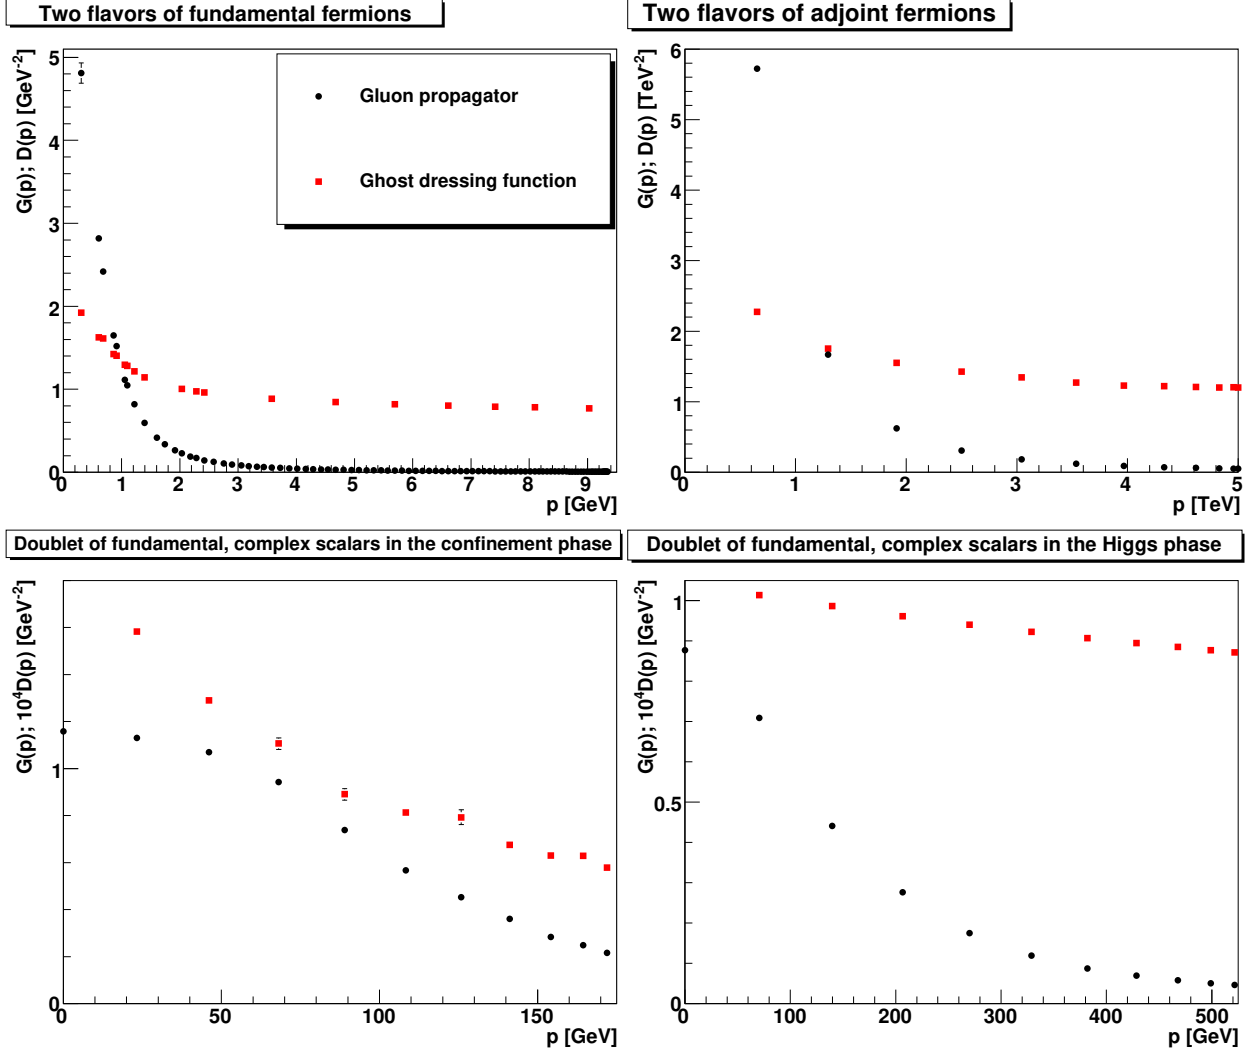 Two flavors of fundamental fermions
G(p); D(p) [GeV⁻²]
5
4
3
2
1
0
Gluon propagator
Ghost dressing function
0 1 2 3 4 5 6 7 8 9
p [GeV]
Two flavors of adjoint fermions
G(p); D(p) [TeV⁻²]
6
5
4
3
2
1
0
0 1 2 3 4 5
p [TeV]
Doublet of fundamental, complex scalars in the confinement phase
G(p); 10⁴D(p) [GeV⁻²]
1
0
0 50 100 150
p [GeV]
Doublet of fundamental, complex scalars in the Higgs phase
G(p); 10⁴D(p) [GeV⁻²]
1
0.5
0
0 100 200 300 400 500
p [GeV]